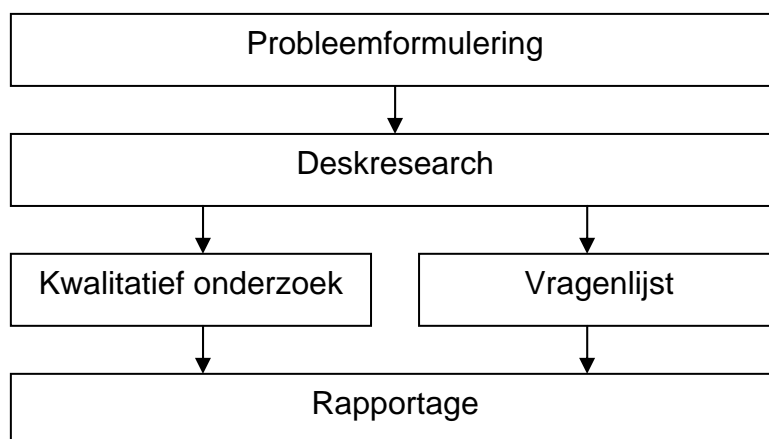 Probleemformulering
Deskresearch
Kwalitatief onderzoek
Vragenlijst
Rapportage